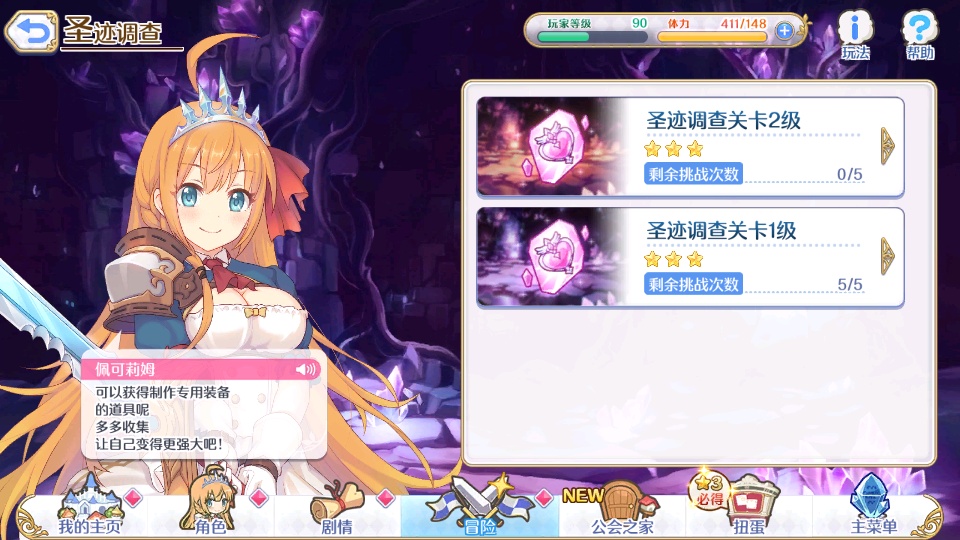 圣迹调查
玩家等级 90 体力 411/148
玩法
帮助
圣迹调查关卡2级
剩余挑战次数 0/5
圣迹调查关卡1级
剩余挑战次数 5/5
佩可莉姆
可以获得制作专用装备
的道具呢
多多收集
让自己变得更强大吧！
我的主页
角色
剧情
冒险
NEW
公会之家
★3
必得
扭蛋
主菜单